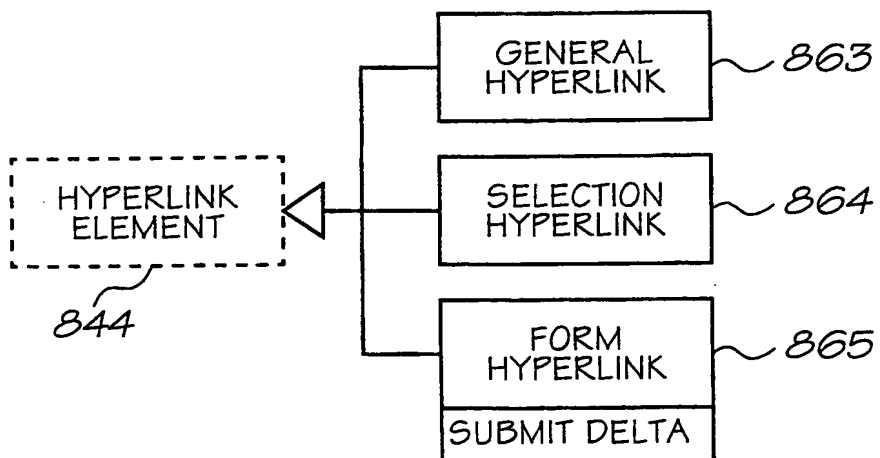 GENERAL
HYPERLINK
863
HYPERLINK
ELEMENT
844
SELECTION
HYPERLINK
864
FORM
HYPERLINK
865
SUBMIT DELTA